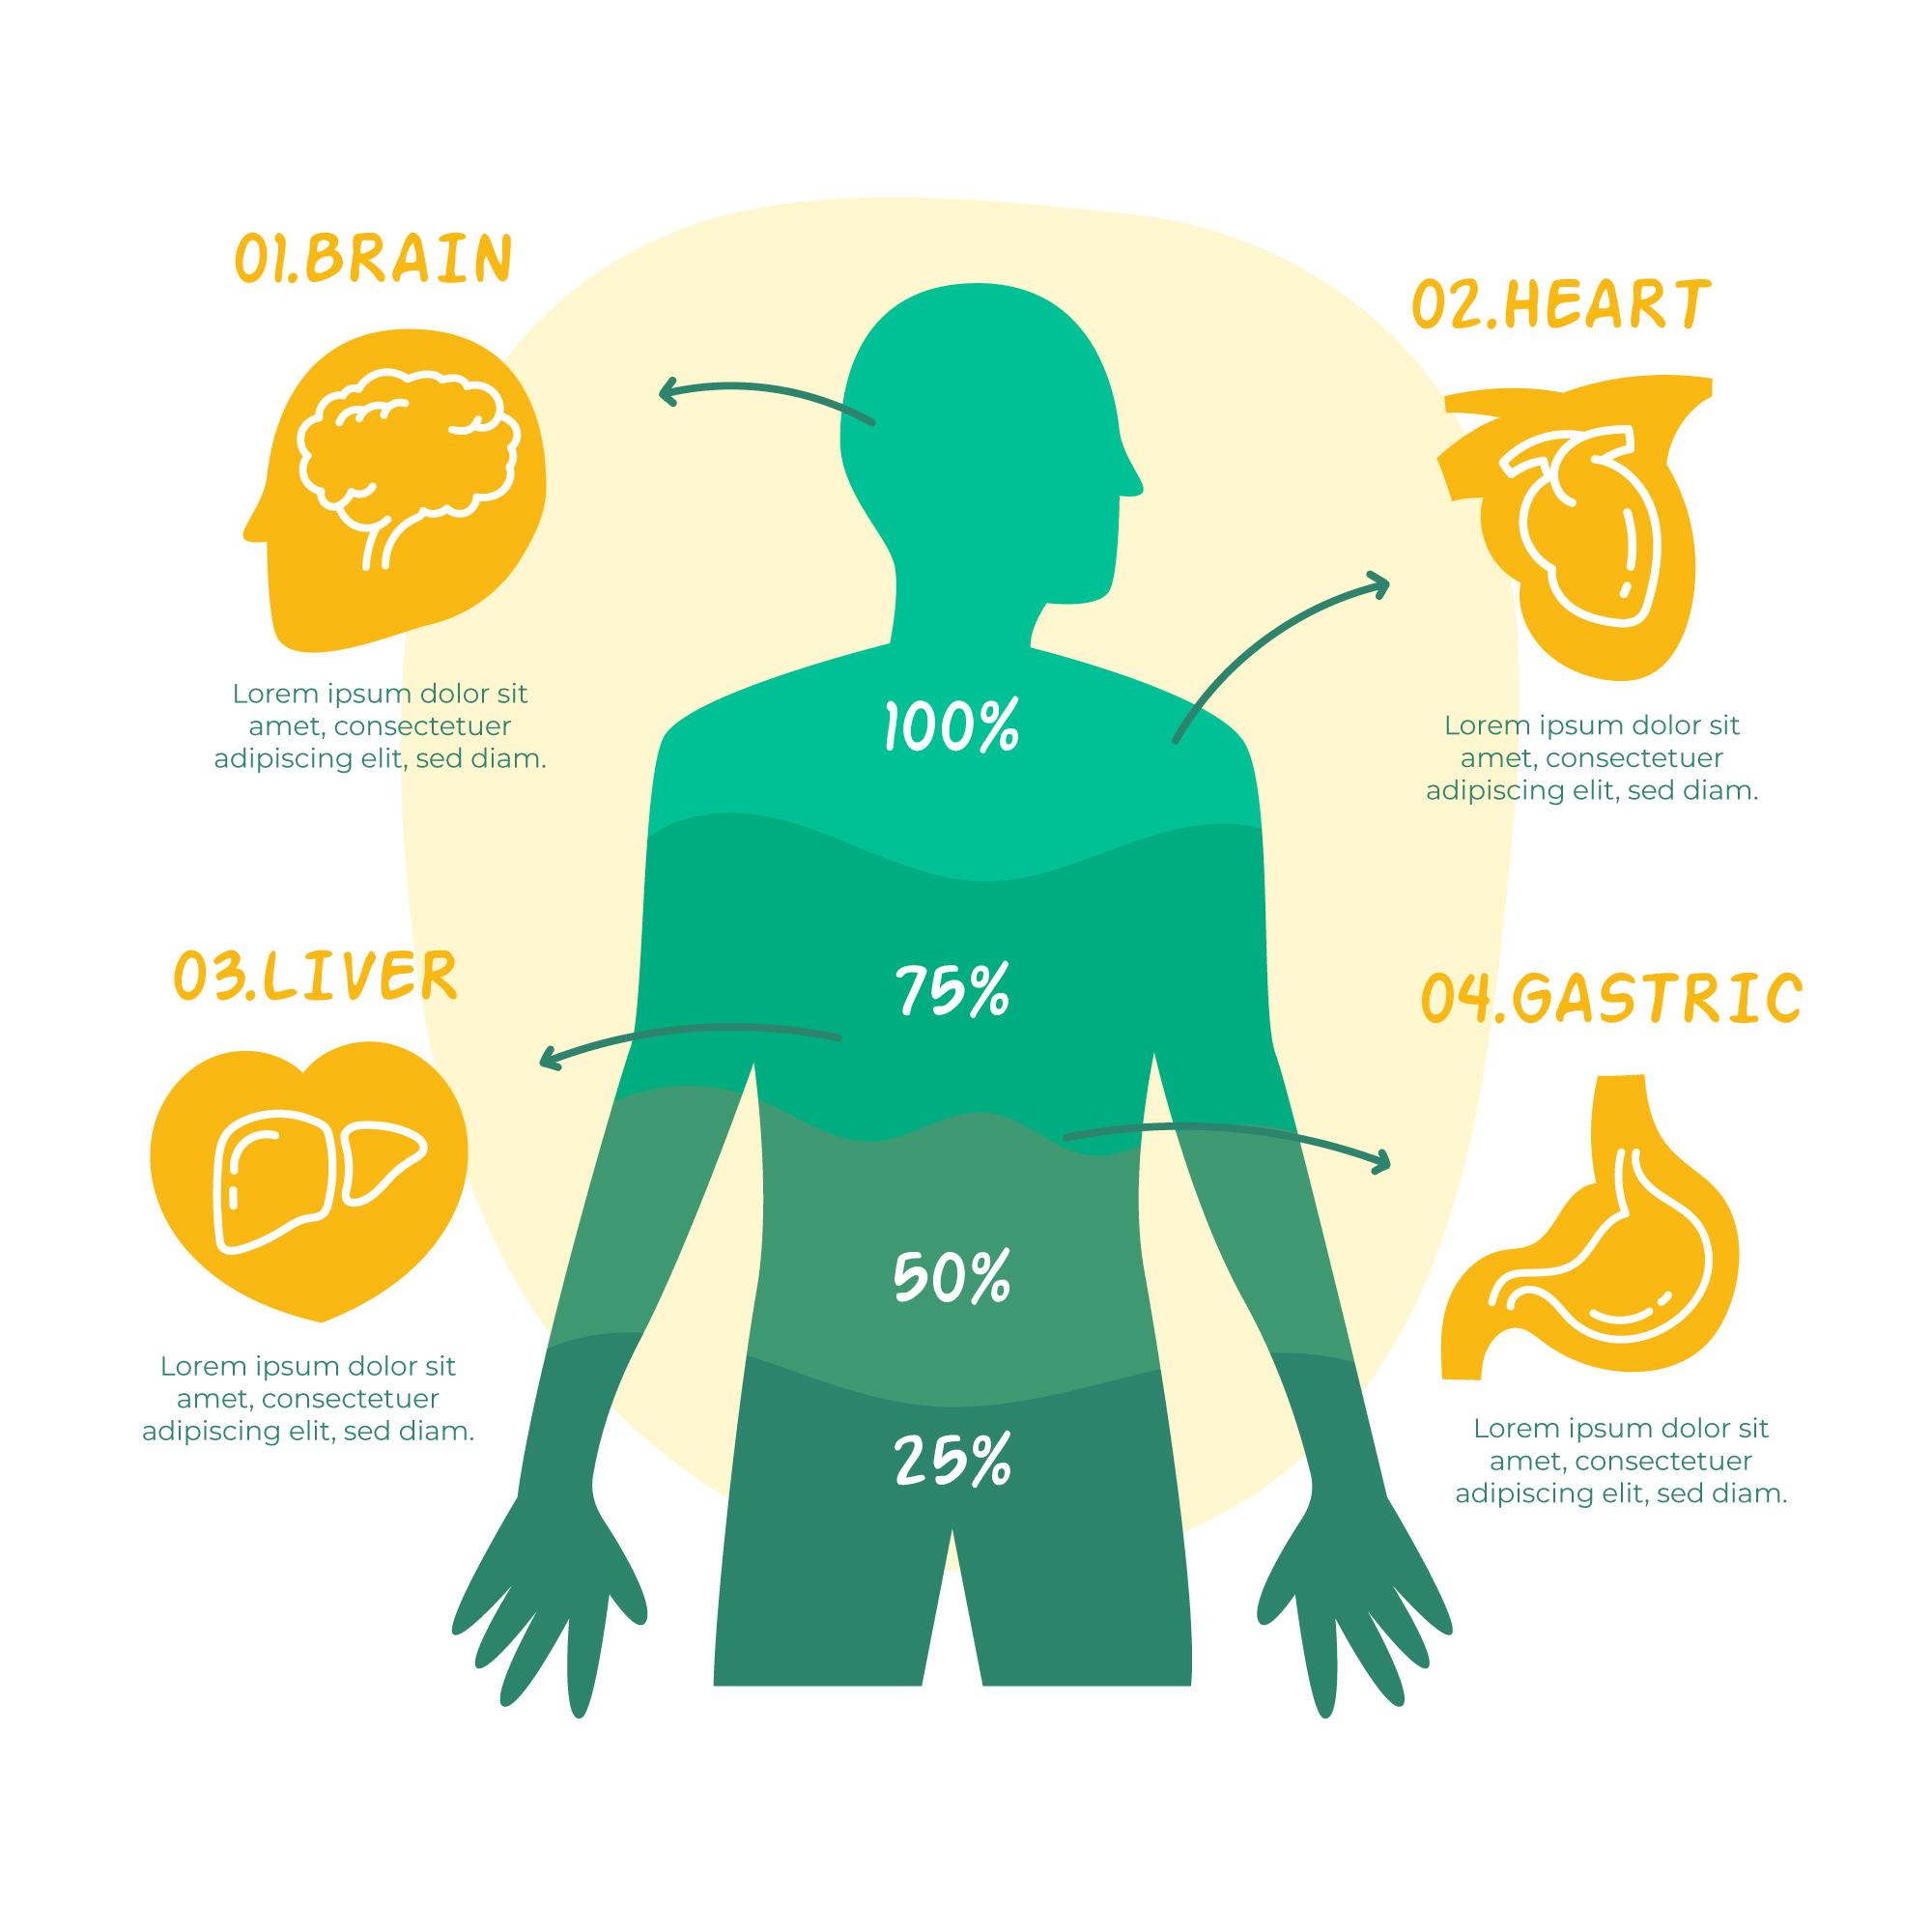 01.BRAIN
Lorem ipsum dolor sit
amet, consectetuer
adipiscing elit, sed diam.
02.HEART
Lorem ipsum dolor sit
amet, consectetuer
adipiscing elit, sed diam.
100%
75%
50%
25%
03.LIVER
Lorem ipsum dolor sit
amet, consectetuer
adipiscing elit, sed diam.
04.GASTRIC
Lorem ipsum dolor sit
amet, consectetuer
adipiscing elit, sed diam.